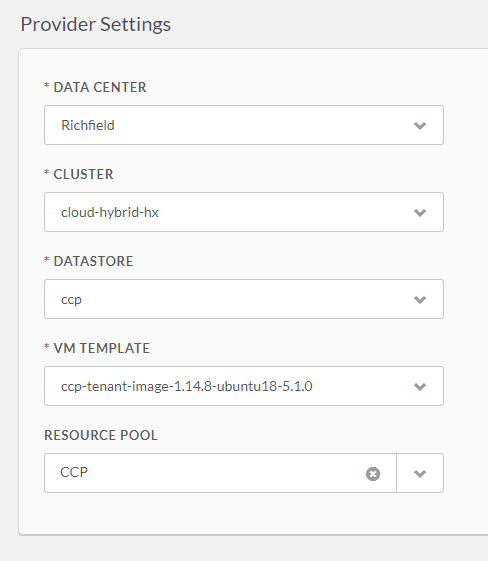 Provider Settings
* DATA CENTER
Richfield
* CLUSTER
cloud-hybrid-hx
* DATASTORE
ccp
* VM TEMPLATE
ccp-tenant-image-1.14.8-ubuntu18-5.1.0
RESOURCE POOL
CCP